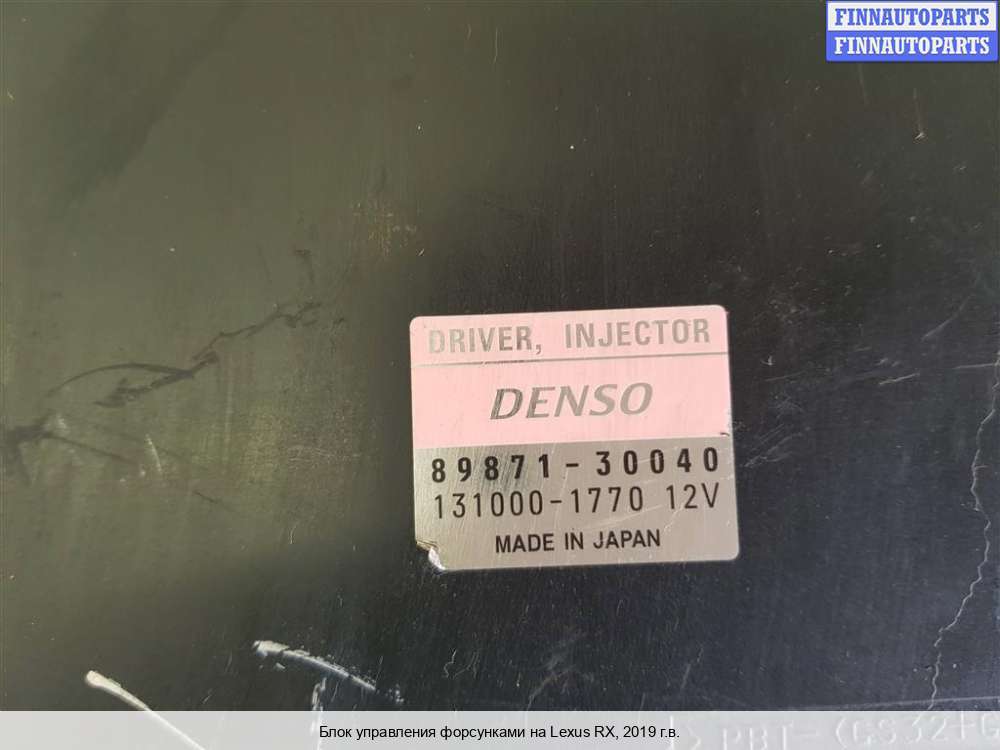 FINNAUTOPARTS
FINNAUTOPARTS
DRIVER, INJECTOR
DENSO
89871-30040
131000-1770 12V
MADE IN JAPAN
Блок управления форсунками на Lexus RX, 2019 г.в.